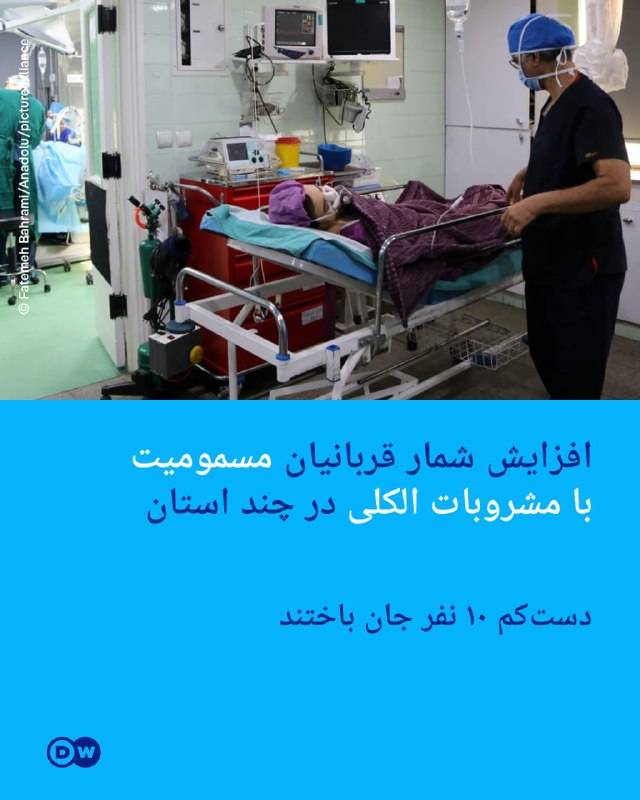 © Fatemeh Bahrami/Anadolu/picture alliance
افزایش شمار قربانیان مسمومیت
با مشروبات الکلی در چند استان
دست‌کم ۱۰ نفر جان باختند
DW